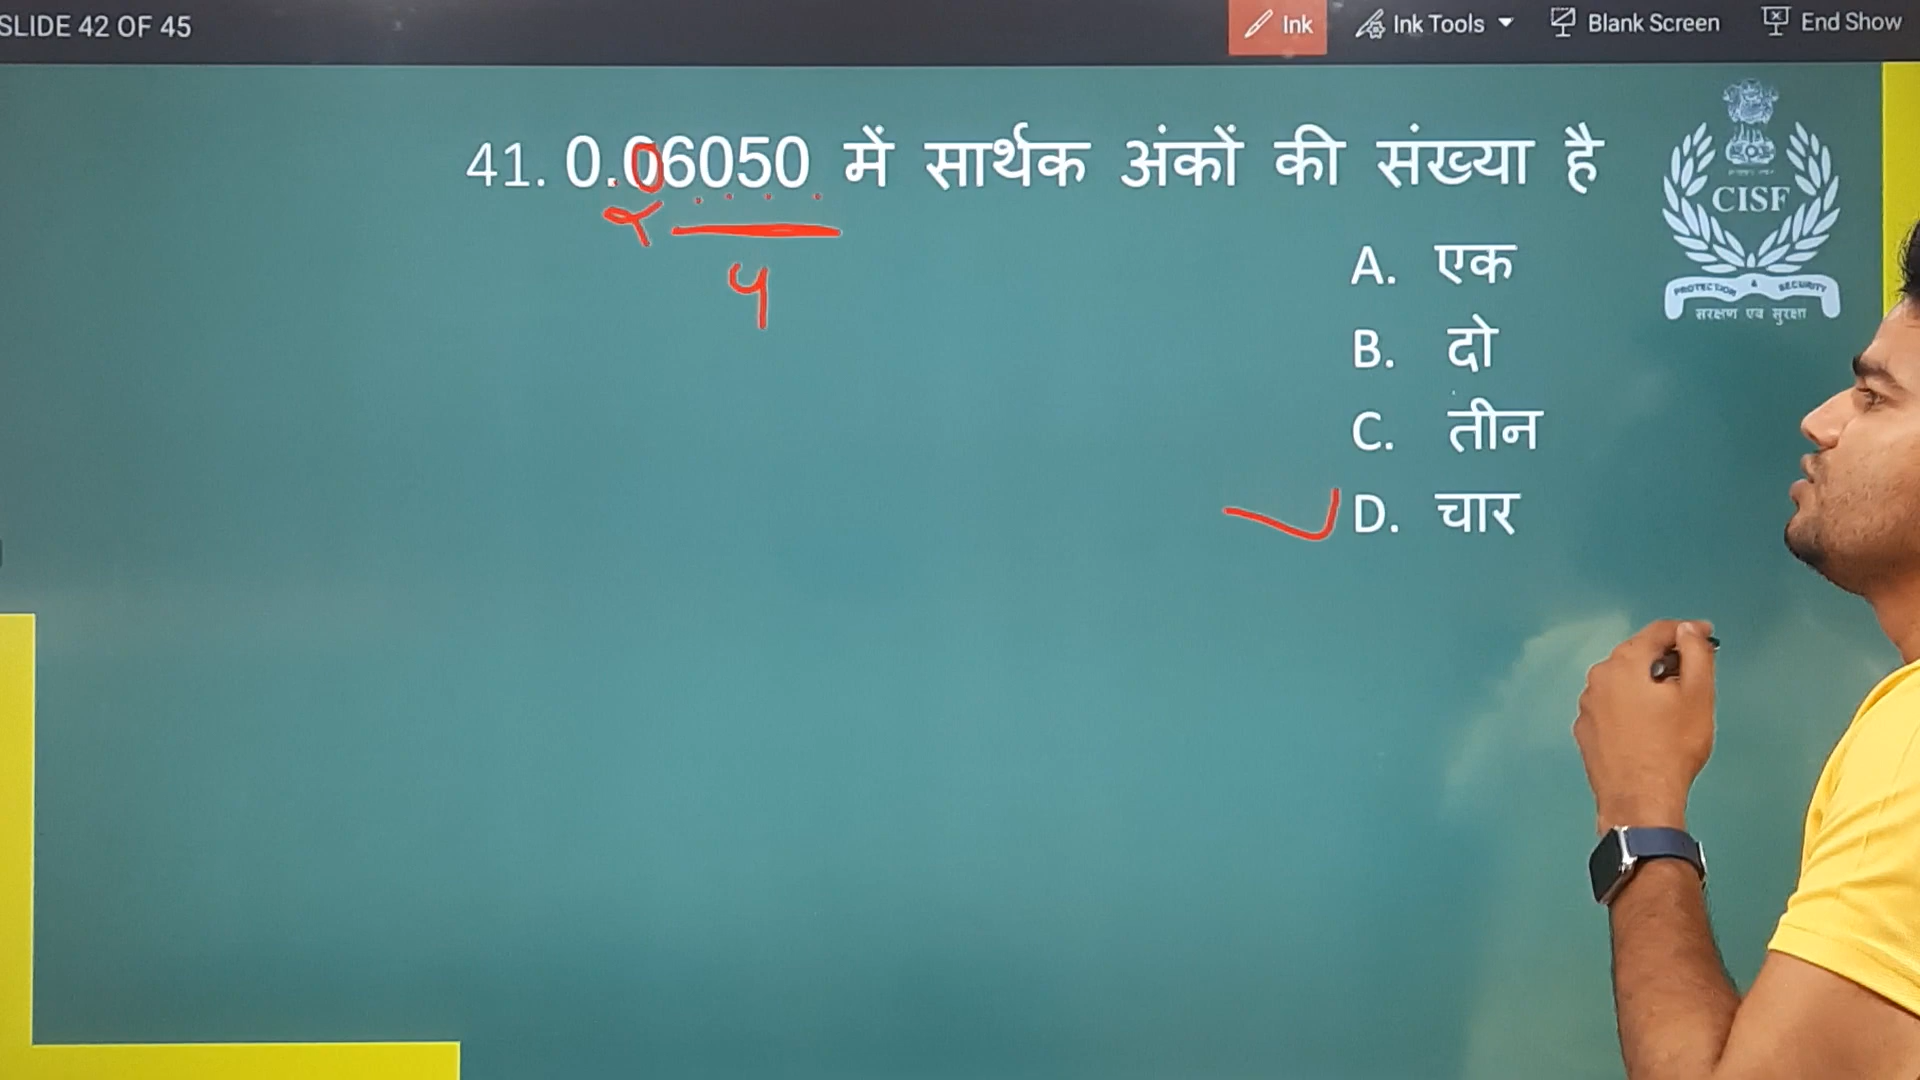 SLIDE 42 OF 45 Ink Ink Tools Blank Screen End Show
41. 0.06050 में सार्थक अंकों की संख्या है
4
A. एक
B. दो
C. तीन
D. चार
CISF
PROTECTION & SECURITY
संरक्षण एवं सुरक्षा